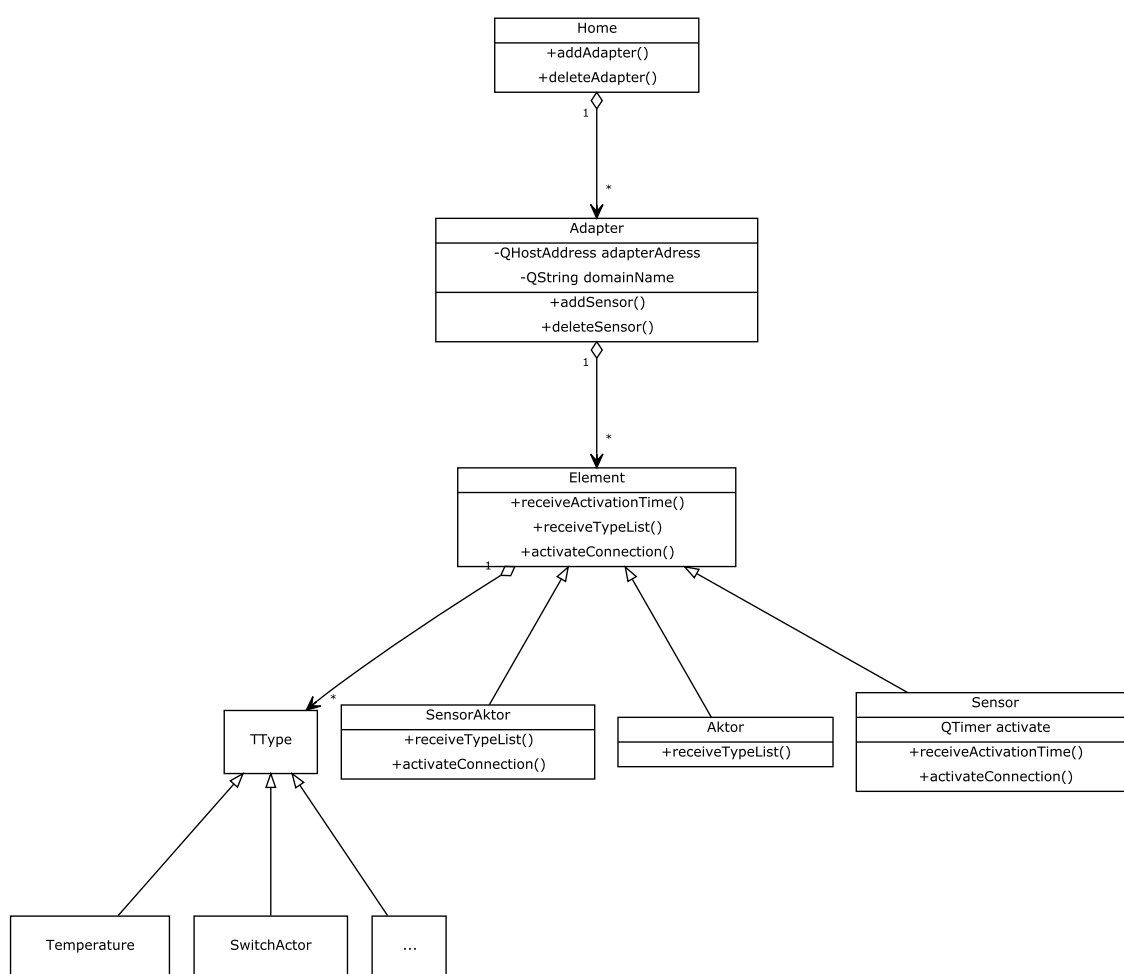 Home
+addAdapter()
+deleteAdapter()
1
*
Adapter
-QHostAddress adapterAdress
-QString domainName
+addSensor()
+deleteSensor()
1
*
Element
+receiveActivationTime()
+receiveTypeList()
+activateConnection()
1
*
TType
SensorAktor
+receiveTypeList()
+activateConnection()
Aktor
+receiveTypeList()
Sensor
QTimer activate
+receiveActivationTime()
+activateConnection()
Temperature
SwitchActor
...